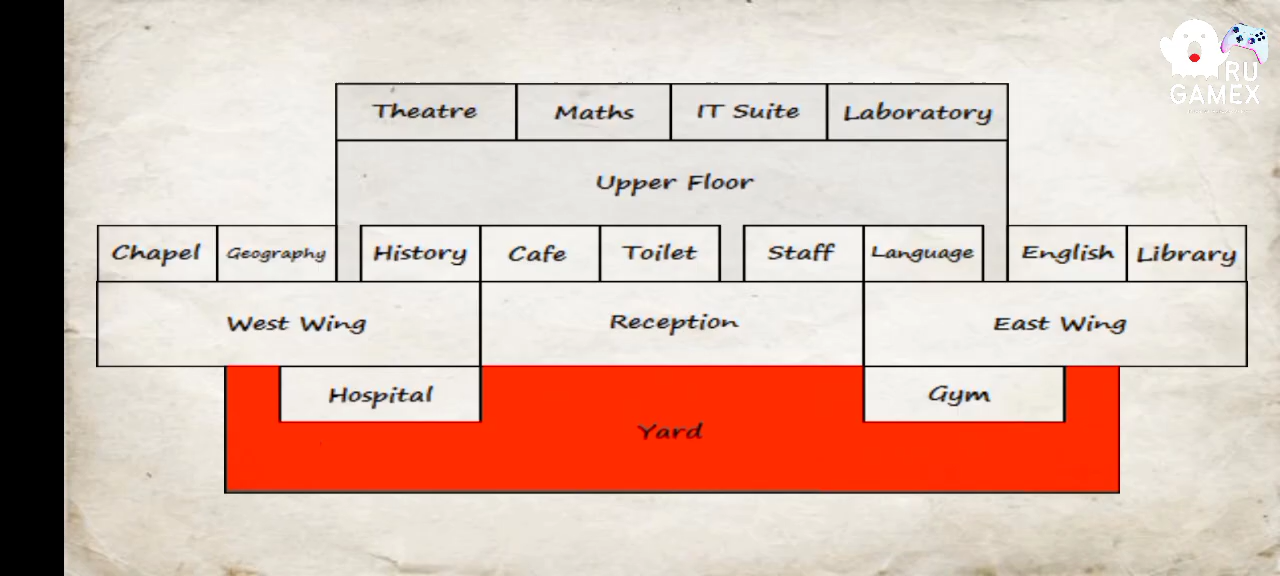 RU
GAMEX
Theatre Maths IT Suite Laboratory
Upper Floor
Chapel Geography History Cafe Toilet Staff Language English Library
West Wing Reception East Wing
Hospital Gym
Yard